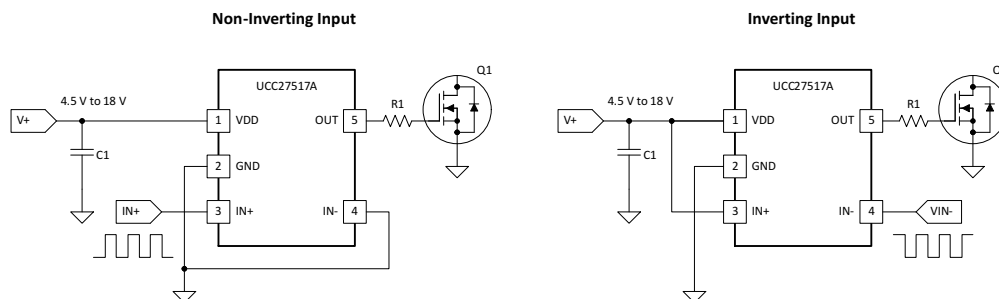 Non-Inverting Input
UCC27517A
Q1
4.5 V to 18 V
V+
1
VDD
OUT
5
R1
C1
2
GND
IN+
3
IN+
IN-
4
Inverting Input
UCC27517A
4.5 V to 18 V
V+
1
VDD
OUT
5
R1
C1
2
GND
3
IN+
IN-
4
VIN-